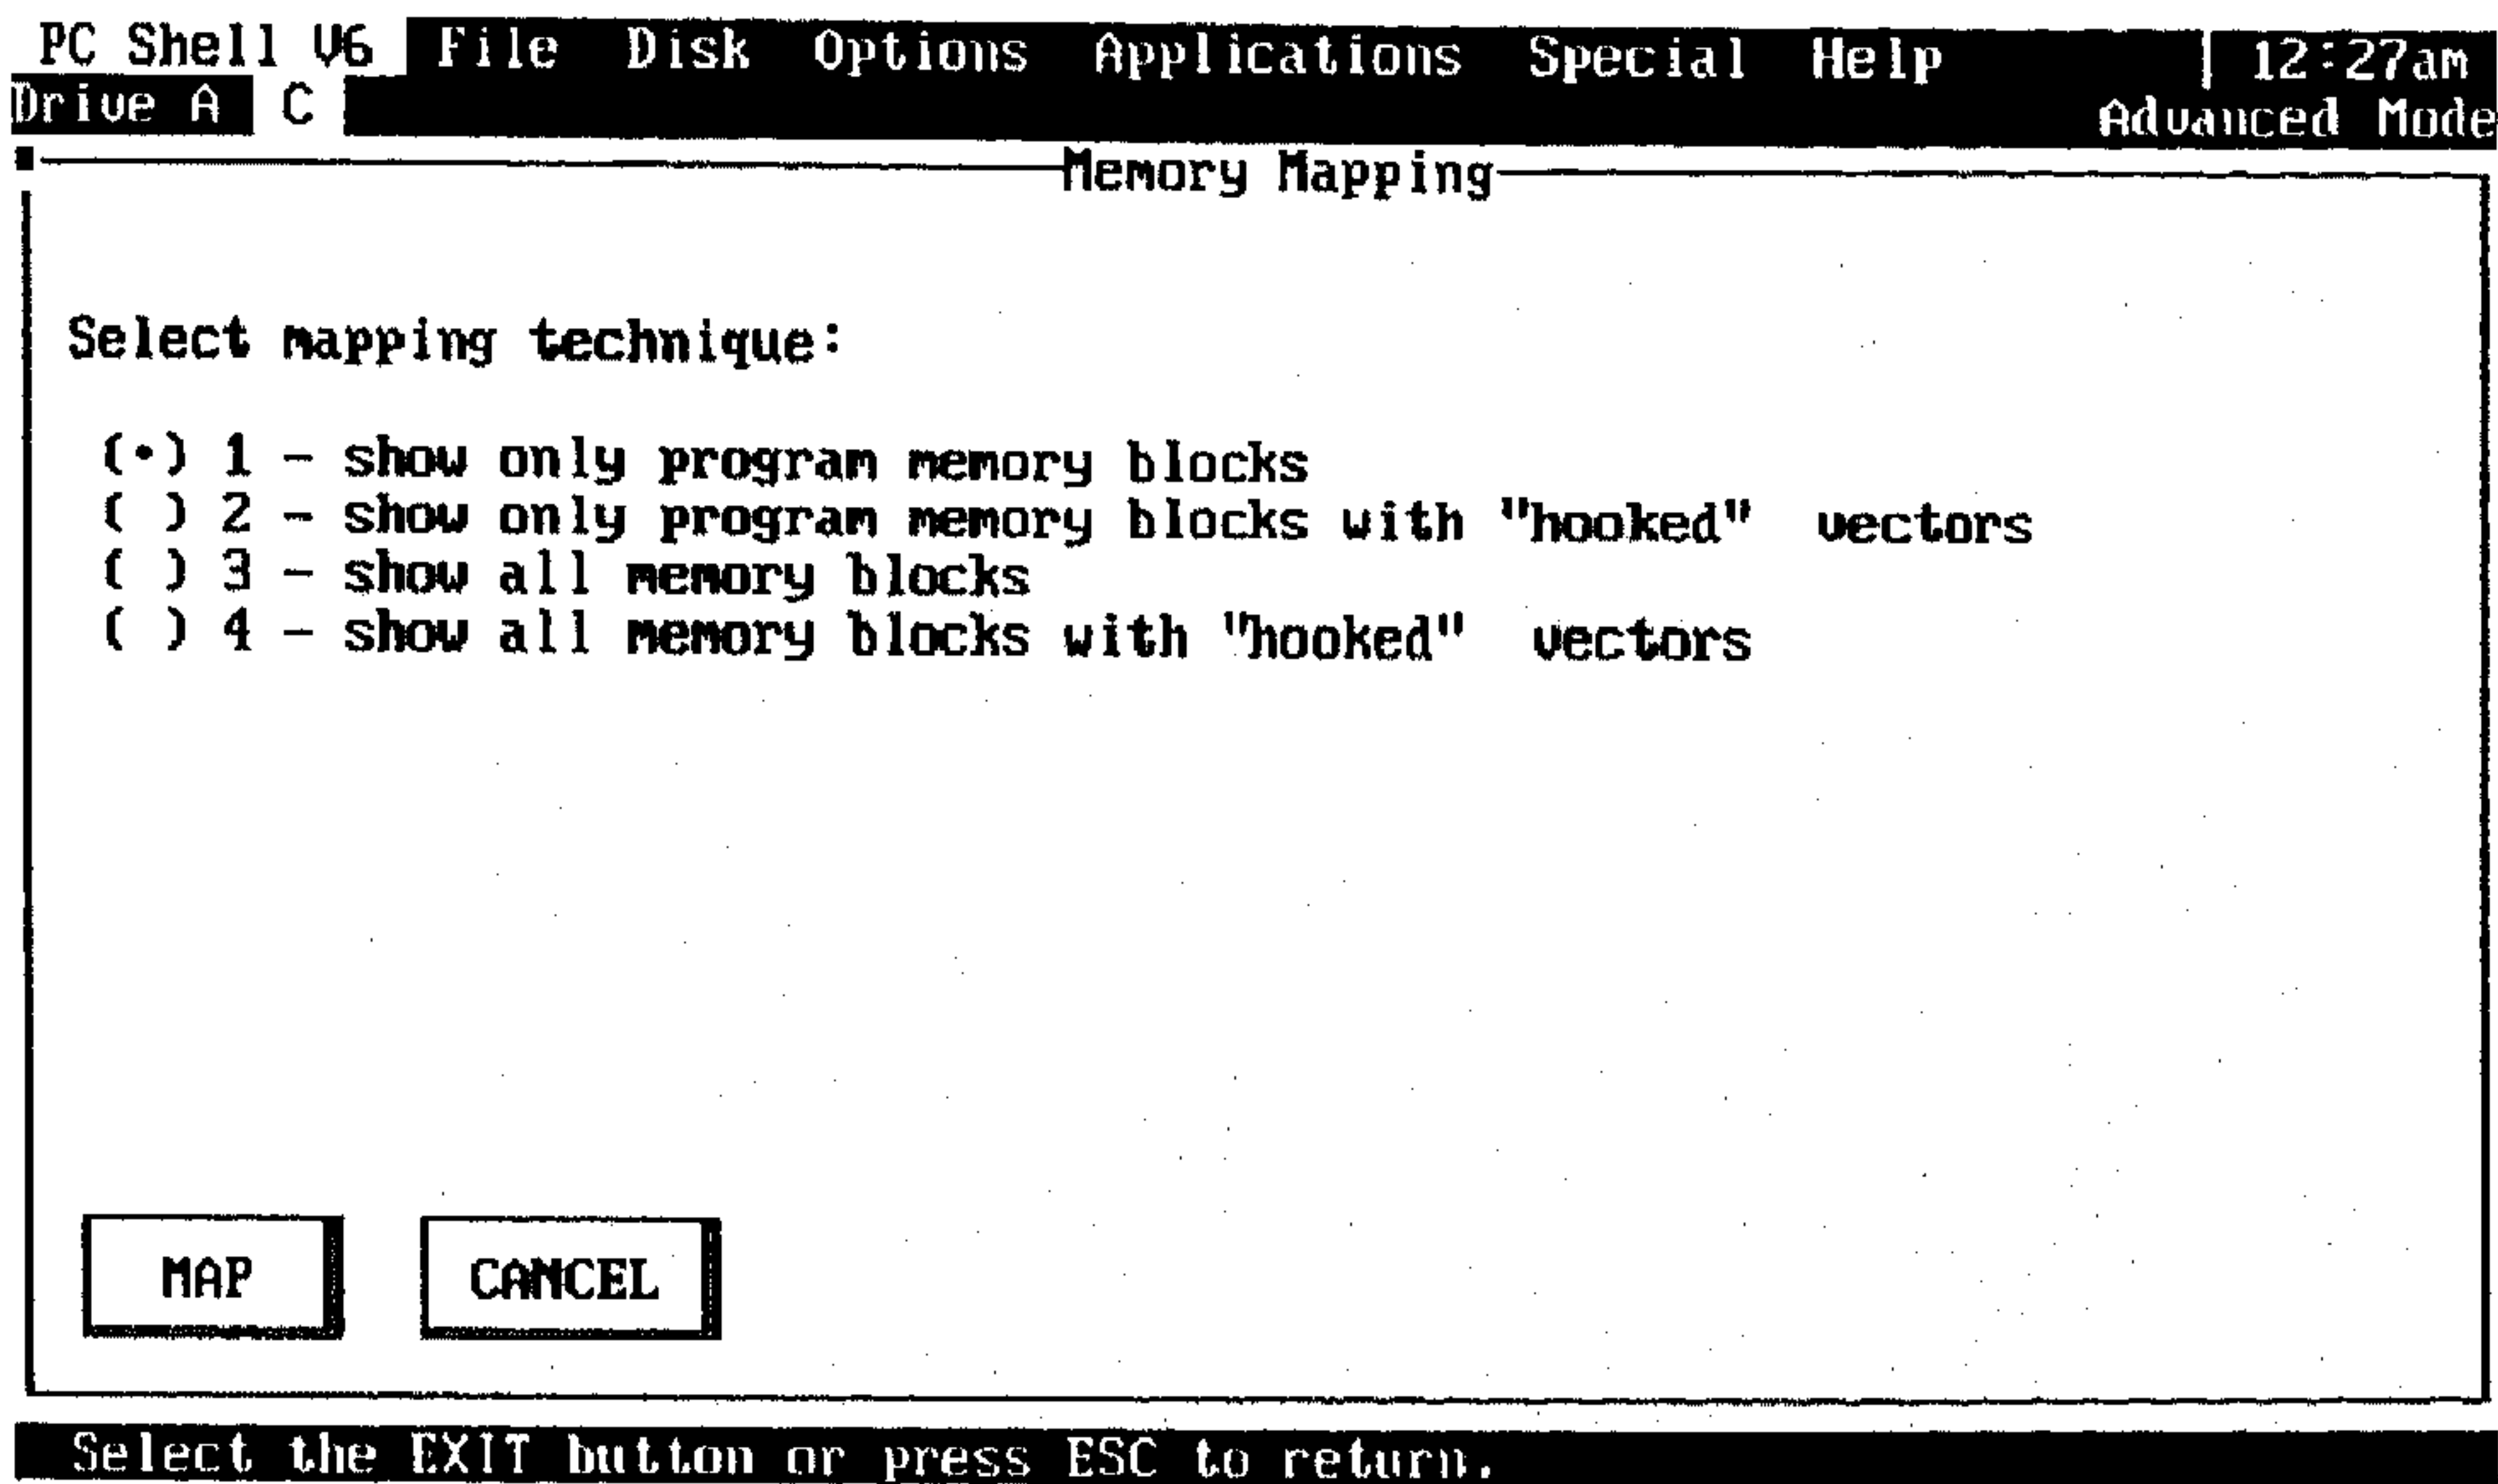 PC Shell V6 File Disk Options Applications Special Help | 12:27am
Drive A C Advanced Mode
Memory Mapping
Select mapping technique:
(•) 1 - show only program memory blocks
( ) 2 - show only program memory blocks with "hooked" vectors
( ) 3 - show all memory blocks
( ) 4 - show all memory blocks with "hooked" vectors
MAP CANCEL
Select the EXIT button or press ESC to return.